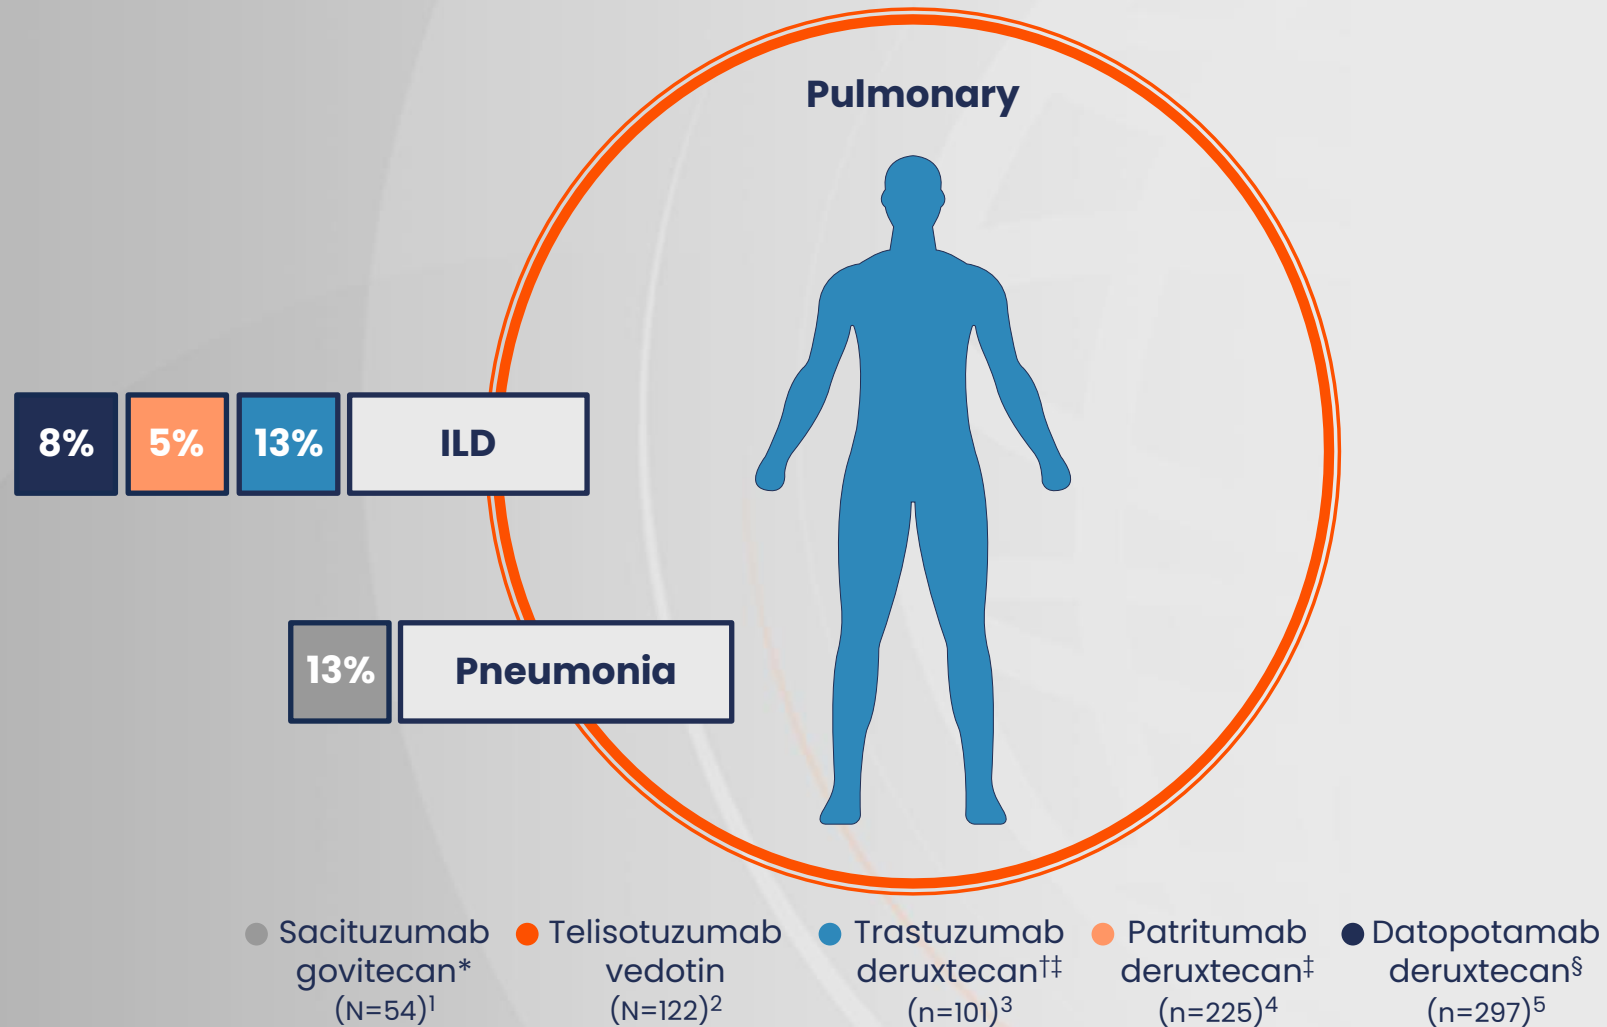 Pulmonary
8% 5% 13% ILD
13% Pneumonia
Sacituzumab govitecan* (N=54)¹
Telisotuzumab vedotin (N=122)²
Trastuzumab deruxtecan†‡ (n=101)³
Patritumab deruxtecan‡ (n=225)⁴
Datopotamab deruxtecan§ (n=297)⁵